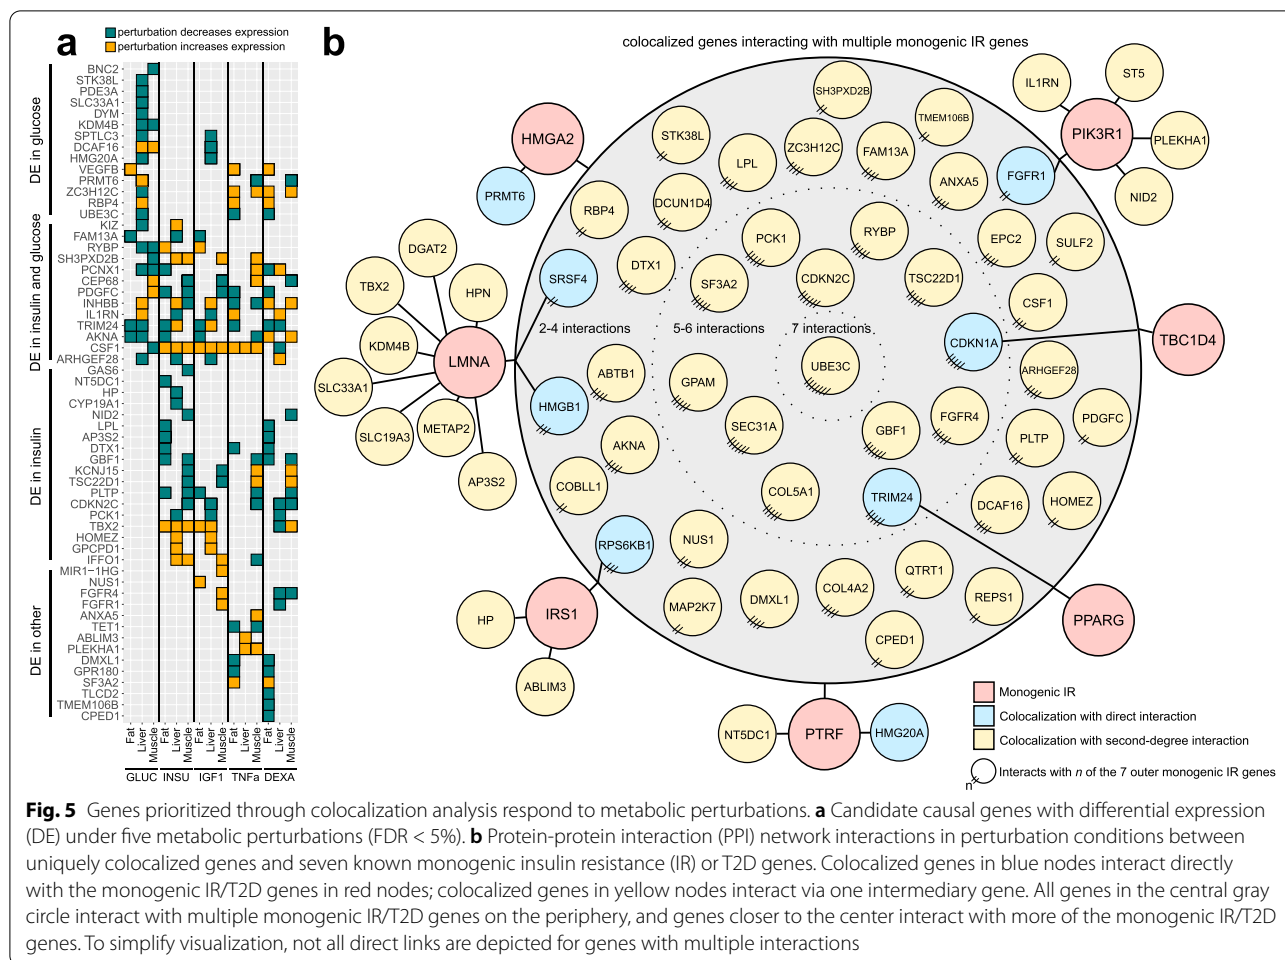 a
perturbation decreases expression
perturbation increases expression
DE in glucose
BNC2
STK38L
PDE3A
SLC33A1
DYM
KDM4B
SPTLC3
DCAF16
HMG20A
VEGFB
PRMT6
ZC3H12C
RBP4
UBE3C
DE in insulin and glucose
KIZ
FAM13A
RYBP
SH3PXD2B
PCNX1
CEP68
PDGFC
INHBB
IL1RN
TRIM24
AKNA
CSF1
ARHGEF28
DE in insulin
GAS6
NT5DC1
HP
CYP19A1
NID2
LPL
AP3S2
DTX1
GBF1
KCNJ15
TSC22D1
PLTP
CDKN2C
PCK1
TBX2
HOMEZ
GPCPD1
IFFO1
DE in other
MIR1−1HG
NUS1
FGFR4
FGFR1
ANXA5
TET1
ABLIM3
PLEKHA1
DMXL1
GPR180
SF3A2
TLCD2
TMEM106B
CPED1
Fat Liver Muscle Fat Liver Muscle Fat Liver Muscle Fat Liver Muscle Fat Liver Muscle
GLUC INSU IGF1 TNFa DEXA
b
colocalized genes interacting with multiple monogenic IR genes
HMGA2
PRMT6
PIK3R1
IL1RN
ST5
PLEKHA1
NID2
LMNA
DGAT2
TBX2
HPN
KDM4B
SLC33A1
SLC19A3
METAP2
AP3S2
TBC1D4
IRS1
HP
ABLIM3
PTRF
NT5DC1
HMG20A
PPARG
SH3PXD2B
STK38L
TMEM106B
LPL
ZC3H12C
FAM13A
ANXA5
FGFR1
RBP4
DCUN1D4
EPC2
SULF2
SRSF4
DTX1
CSF1
2-4 interactions
ABTB1
HMGB1
AKNA
COBLL1
RPS6KB1
NUS1
MAP2K7
DMXL1
COL4A2
QTRT1
REPS1
CPED1
ARHGEF28
PDGFC
PLTP
DCAF16
HOMEZ
5-6 interactions
PCK1
RYBP
SF3A2
CDKN2C
TSC22D1
CDKN1A
GPAM
SEC31A
GBF1
FGFR4
COL5A1
TRIM24
7 interactions
UBE3C
Monogenic IR
Colocalization with direct interaction
Colocalization with second-degree interaction
n
Interacts with n of the 7 outer monogenic IR genes
Fig. 5 Genes prioritized through colocalization analysis respond to metabolic perturbations. a Candidate causal genes with differential expression
(DE) under five metabolic perturbations (FDR < 5%). b Protein-protein interaction (PPI) network interactions in perturbation conditions between
uniquely colocalized genes and seven known monogenic insulin resistance (IR) or T2D genes. Colocalized genes in blue nodes interact directly
with the monogenic IR/T2D genes in red nodes; colocalized genes in yellow nodes interact via one intermediary gene. All genes in the central gray
circle interact with multiple monogenic IR/T2D genes on the periphery, and genes closer to the center interact with more of the monogenic IR/T2D
genes. To simplify visualization, not all direct links are depicted for genes with multiple interactions